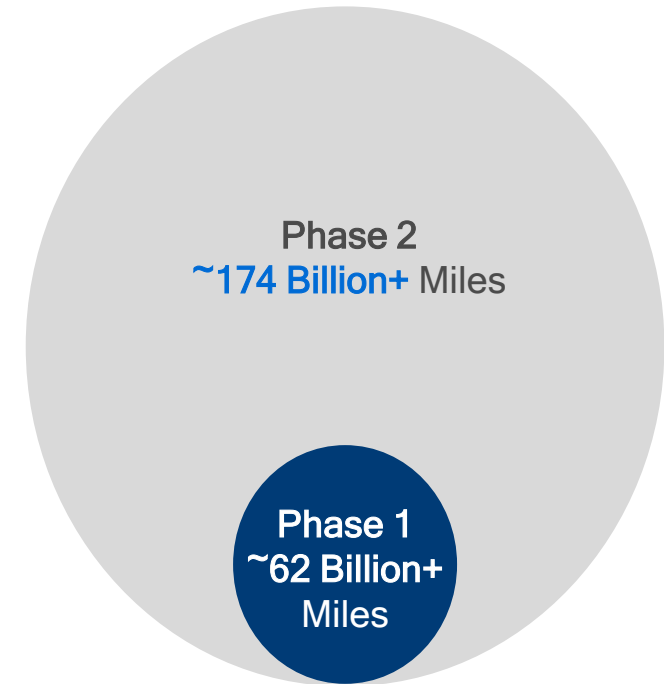 Phase 2
~174 Billion+ Miles
Phase 1
~62 Billion+
Miles